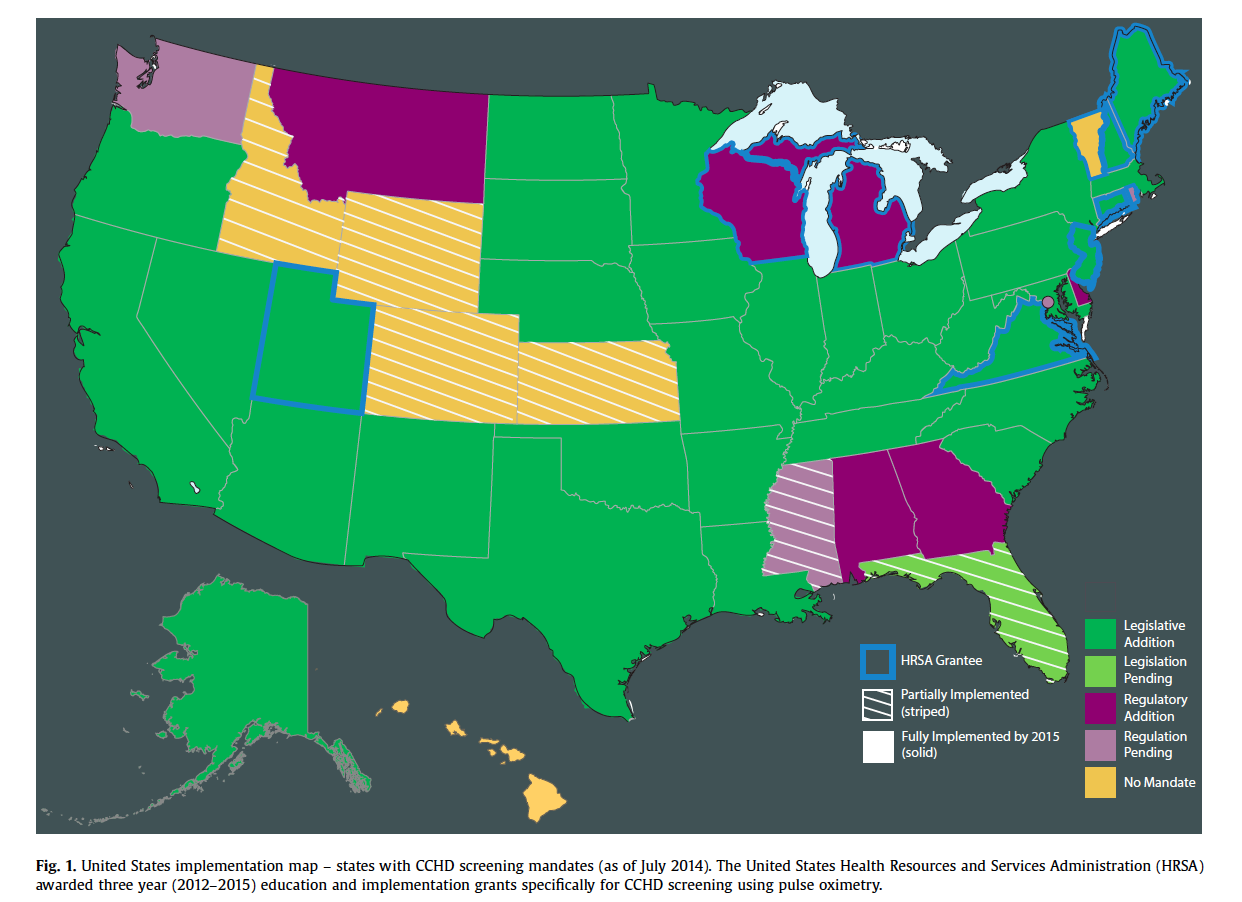 HRSA Grantee
Partially Implemented
(striped)
Fully Implemented by 2015
(solid)
Legislative
Addition
Legislation
Pending
Regulatory
Addition
Regulation
Pending
No Mandate
Fig. 1. United States implementation map – states with CCHD screening mandates (as of July 2014). The United States Health Resources and Services Administration (HRSA)
awarded three year (2012–2015) education and implementation grants specifically for CCHD screening using pulse oximetry.